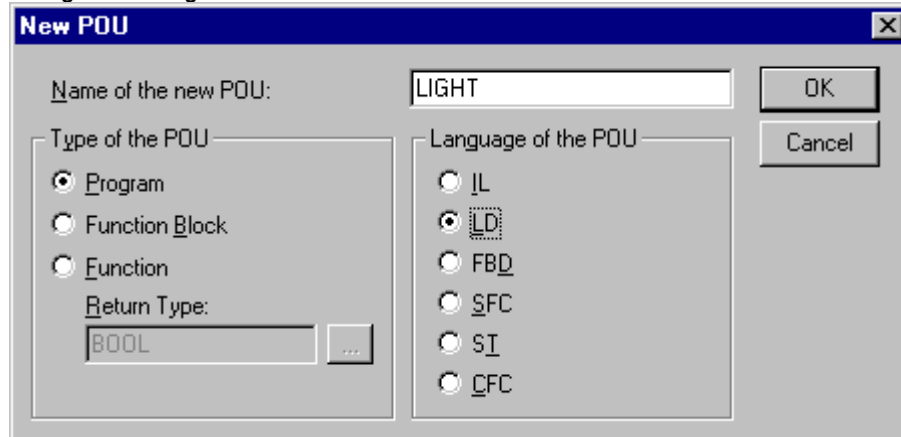 New POU
Name of the new POU:
LIGHT
OK
Cancel
Type of the POU
Program
Function Block
Function
Return Type:
BOOL
...
Language of the POU
IL
LD
FBD
SFC
ST
CFC